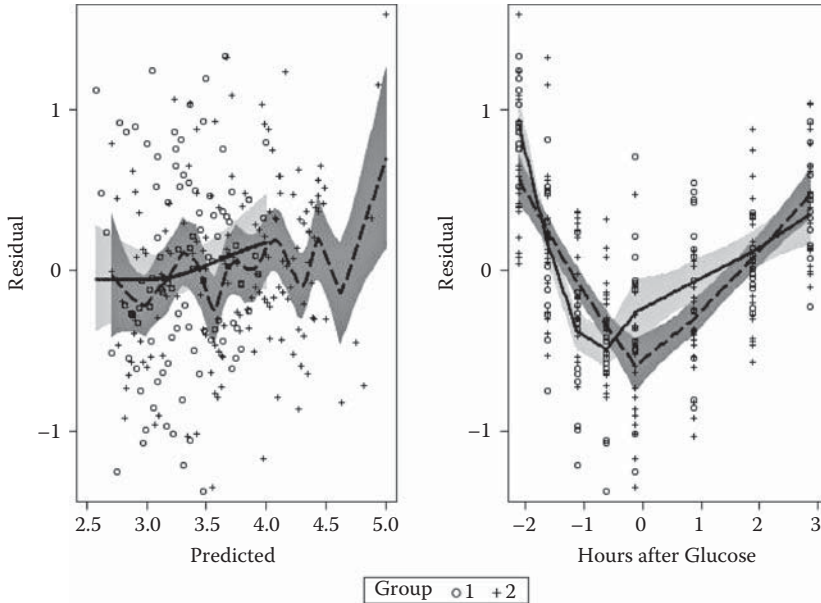 Residual
1
0
−1
2.5 3.0 3.5 4.0 4.5 5.0
Predicted
Residual
1
0
−1
−2 −1 0 1 2 3
Hours after Glucose
Group 1 2